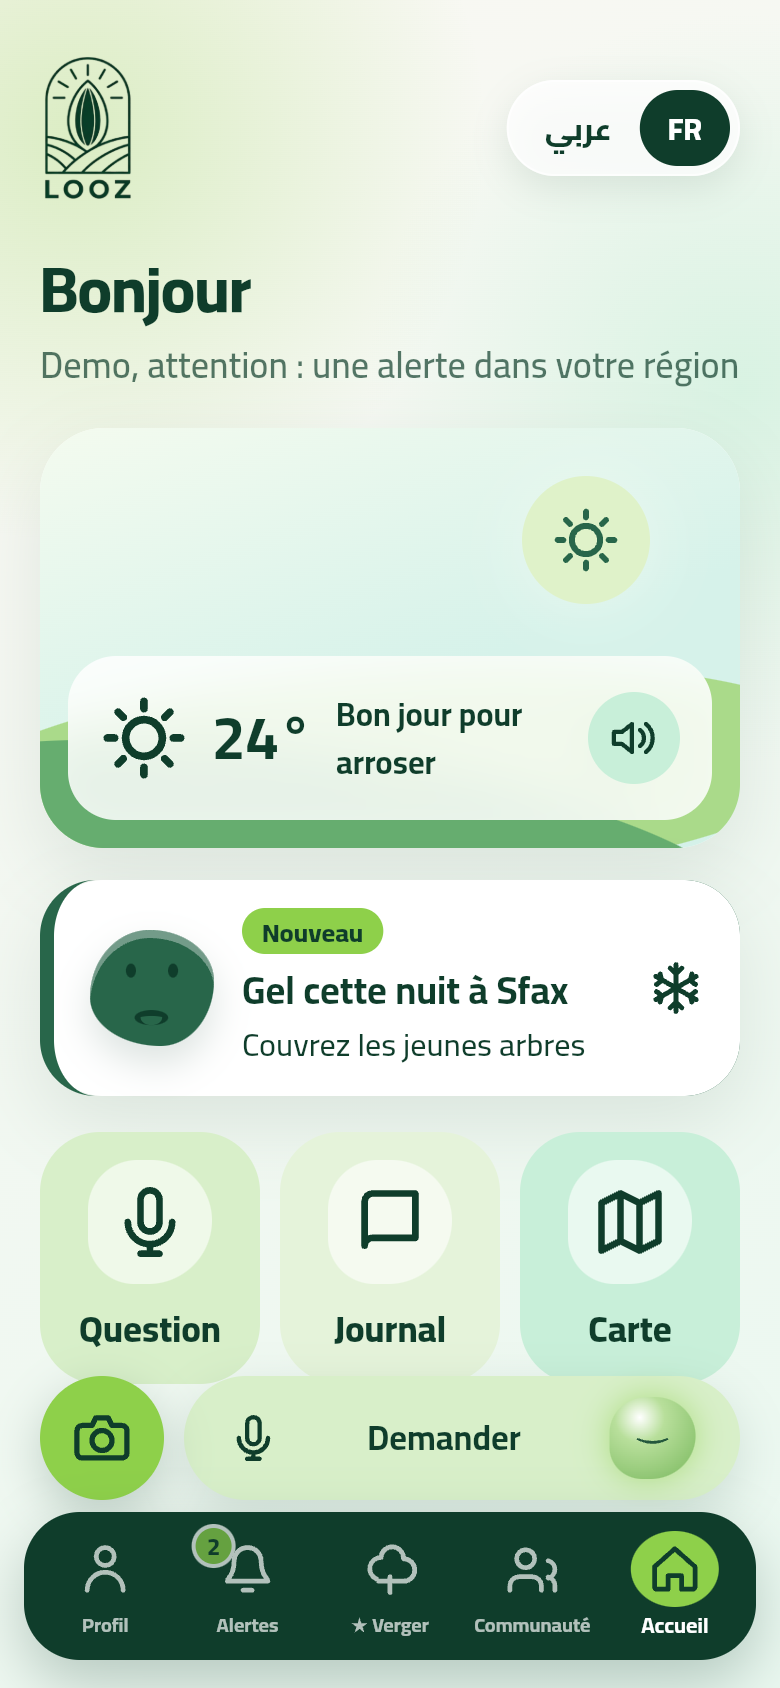 LOOZ
عربي
FR
Bonjour
Demo, attention : une alerte dans votre région
24°
Bon jour pour
arroser
Nouveau
Gel cette nuit à Sfax
Couvrez les jeunes arbres
Question
Journal
Carte
Demander
2
Profil
Alertes
★ Verger
Communauté
Accueil